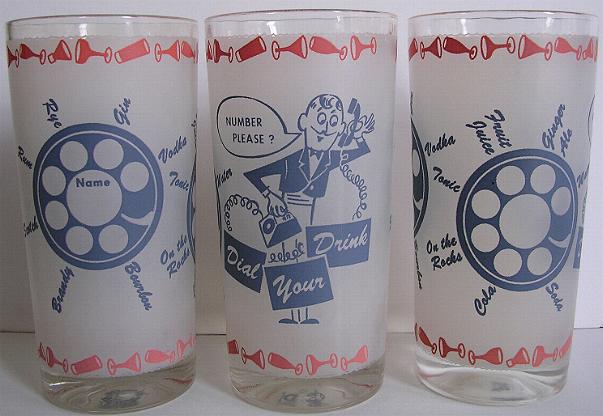 Gin
Rye
Vodka
Rum
Name
Tonic
Scotch
On the
Rocks
Brandy
Bourbon
NUMBER
PLEASE?
Water
Dial
Your
Drink
Fruit
Juice
Ginger
Ale
Vodka
Tonic
On the
Rocks
Cola
Soda